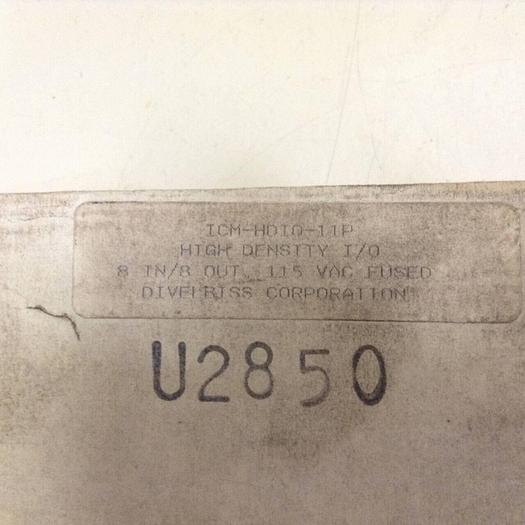 ICM-HDIO-11P
HIGH DENSITY I/O
8 IN/8 OUT, 115 VAC FUSED
DIVELBISS CORPORATION
U2850